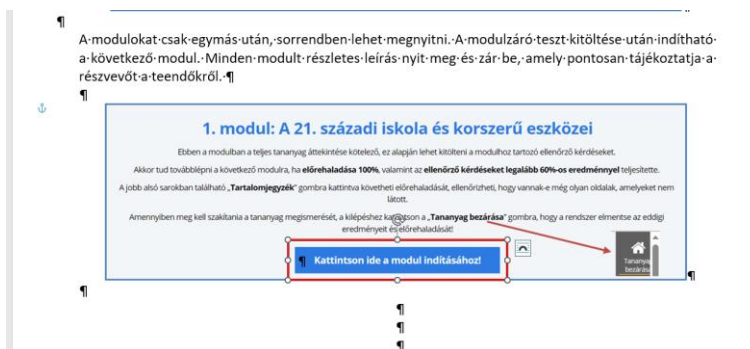 A modulokat csak egymás után, sorrendben lehet megnyitni. A modulzáró teszt kitöltése után indítható
a következő modul. Minden modult részletes leírás nyit meg és zár be, amely pontosan tájékoztatja a
részvevőt a teendőkről.
1. modul: A 21. századi iskola és korszerű eszközei
Ebben a modulban a teljes tananyag áttekintése kötelező, ez alapján lehet kitölteni a modulhoz tartozó ellenőrző kérdéseket.
Akkor tud továbblépni a következő modulra, ha előrehaladása 100%, valamint az ellenőrző kérdéseket legalább 60%-os eredménnyel teljesítette.
A jobb alsó sarokban található „Tartalomjegyzék" gombra kattintva követheti előrehaladását, ellenőrizheti, hogy vannak-e még olyan oldalak, amelyeket nem
látott.
Amennyiben meg kell szakítania a tananyag megismerését, a kilépéshez kattintson a „Tananyag bezárása" gombra, hogy a rendszer elmentse az eddigi
eredményeit és előrehaladását!
Kattintson ide a modul indításához!
Tananyag
bezárása